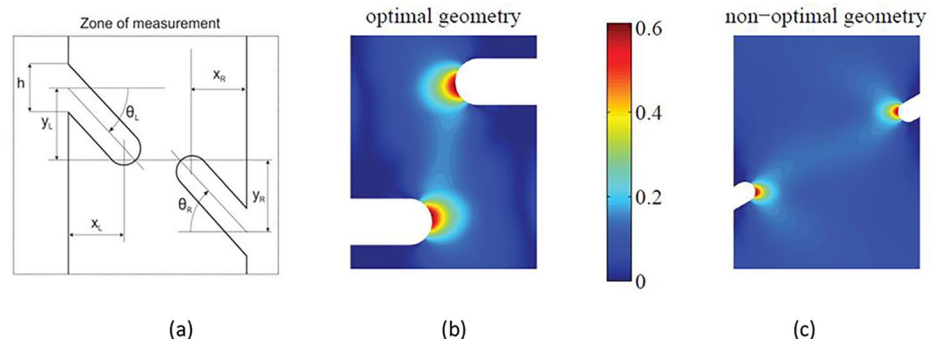 Zone of measurement
h
y_L
θ_L
x_L
x_R
θ_R
y_R
(a)
optimal geometry
(b)
0.6
0.4
0.2
0
non−optimal geometry
(c)